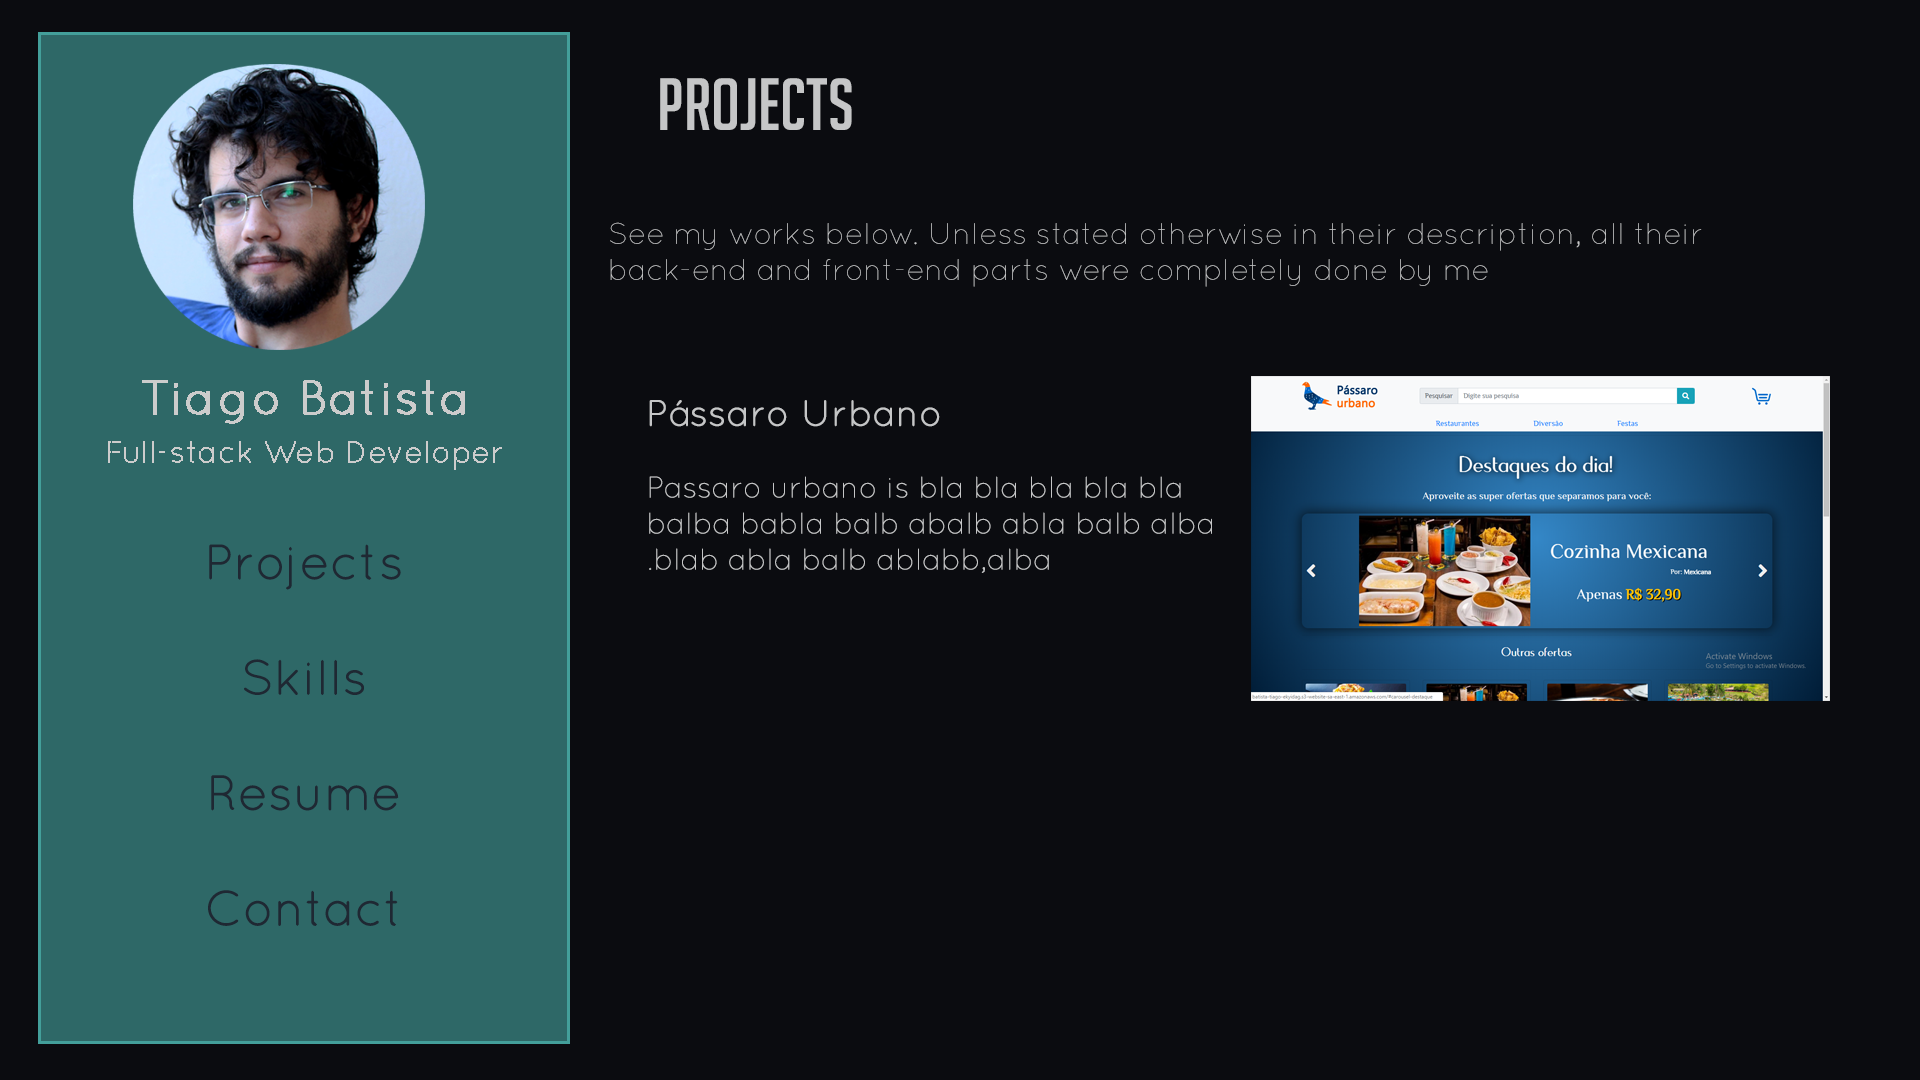 Tiago Batista
Full-stack Web Developer
Projects
Skills
Resume
Contact
PROJECTS
See my works below. Unless stated otherwise in their description, all their
back-end and front-end parts were completely done by me
Pássaro Urbano
Passaro urbano is bla bla bla bla bla
balba babla balb abalb abla balb alba
.blab abla balb ablabb,alba
Pássaro
urbano
Pesquisar
Digite sua pesquisa
Restaurantes
Diversão
Festas
Destaques do dia!
Aproveite as super ofertas que separamos para você:
Cozinha Mexicana
Por: Mexicana
Apenas R$ 32,90
Outras ofertas
Activate Windows
Go to Settings to activate Windows.